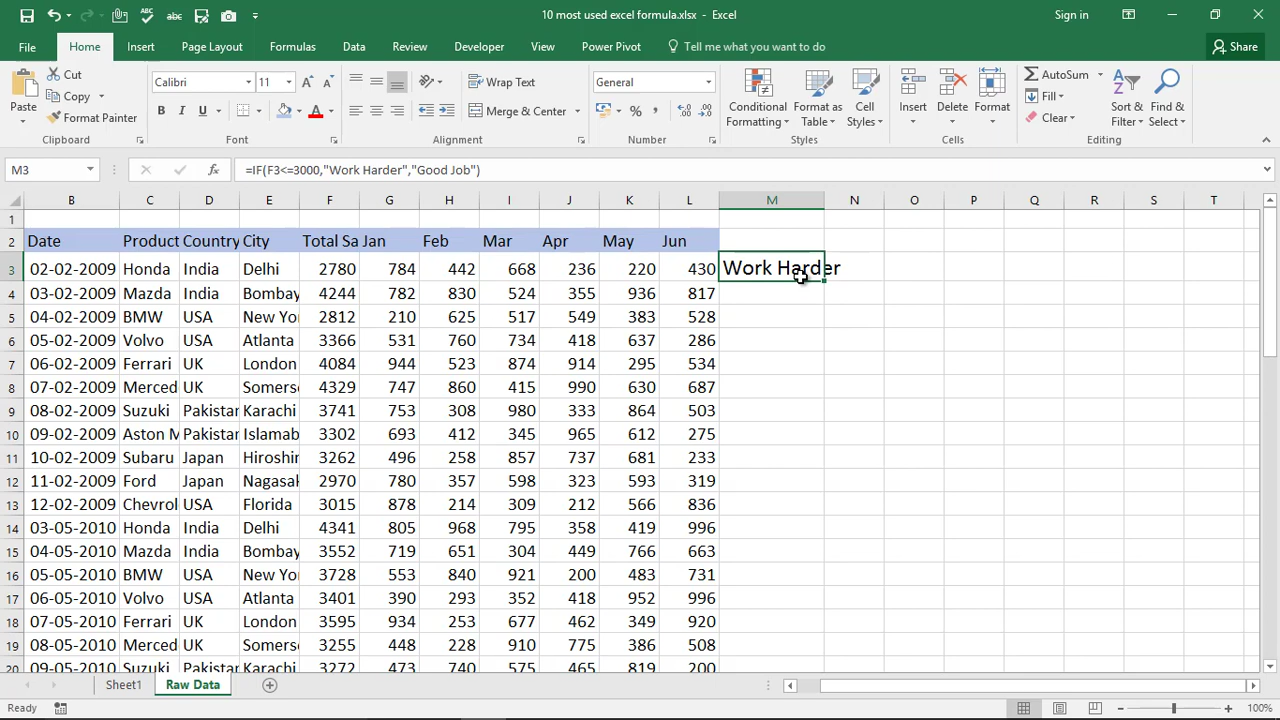 10 most used excel formula.xlsx - Excel
Sign in
File Home Insert Page Layout Formulas Data Review View Developer Power Pivot Tell me what you want to do Share
Paste Cut Copy Format Painter Clipboard
Calibri 11 B I U A Font
Wrap Text Merge & Center Alignment
General % , Number
Conditional Formatting Format as Table Cell Styles Styles
Insert Delete Format Cells
AutoSum Fill Clear Sort & Filter Find & Select Editing
M3 fx =IF(F3<=3000,"Work Harder","Good Job")
B C D E F G H I J K L M N O P Q R S T
1
2 Date Product Country City Total Sa Jan Feb Mar Apr May Jun
3 02-02-2009 Honda India Delhi 2780 784 442 668 236 220 430 Work Harder
4 03-02-2009 Mazda India Bombay 4244 782 830 524 355 936 817
5 04-02-2009 BMW USA New Yo 2812 210 625 517 549 383 528
6 05-02-2009 Volvo USA Atlanta 3366 531 760 734 418 637 286
7 06-02-2009 Ferrari UK London 4084 944 523 874 914 295 534
8 07-02-2009 Merced UK Somers 4329 747 860 415 990 630 687
9 08-02-2009 Suzuki Pakistan Karachi 3741 753 308 980 333 864 503
10 09-02-2009 Aston M Pakistan Islamab 3302 693 412 345 965 612 275
11 10-02-2009 Subaru Japan Hiroshi 3262 496 258 857 737 681 233
12 11-02-2009 Ford Japan Nagasak 2970 780 357 598 323 593 319
13 12-02-2009 Chevrol USA Florida 3015 878 214 309 212 566 836
14 03-05-2010 Honda India Delhi 4341 805 968 795 358 419 996
15 04-05-2010 Mazda India Bombay 3552 719 651 304 449 766 663
16 05-05-2010 BMW USA New Yo 3728 553 840 921 200 483 731
17 06-05-2010 Volvo USA Atlanta 3401 390 293 352 418 952 996
18 07-05-2010 Ferrari UK London 3595 934 253 677 462 349 920
19 08-05-2010 Merced UK Somers 3255 448 228 910 775 386 508
20 09-05-2010 Suzuki Pakistan Karachi 3272 473 740 575 465 819 200
Sheet1 Raw Data
Ready 100%